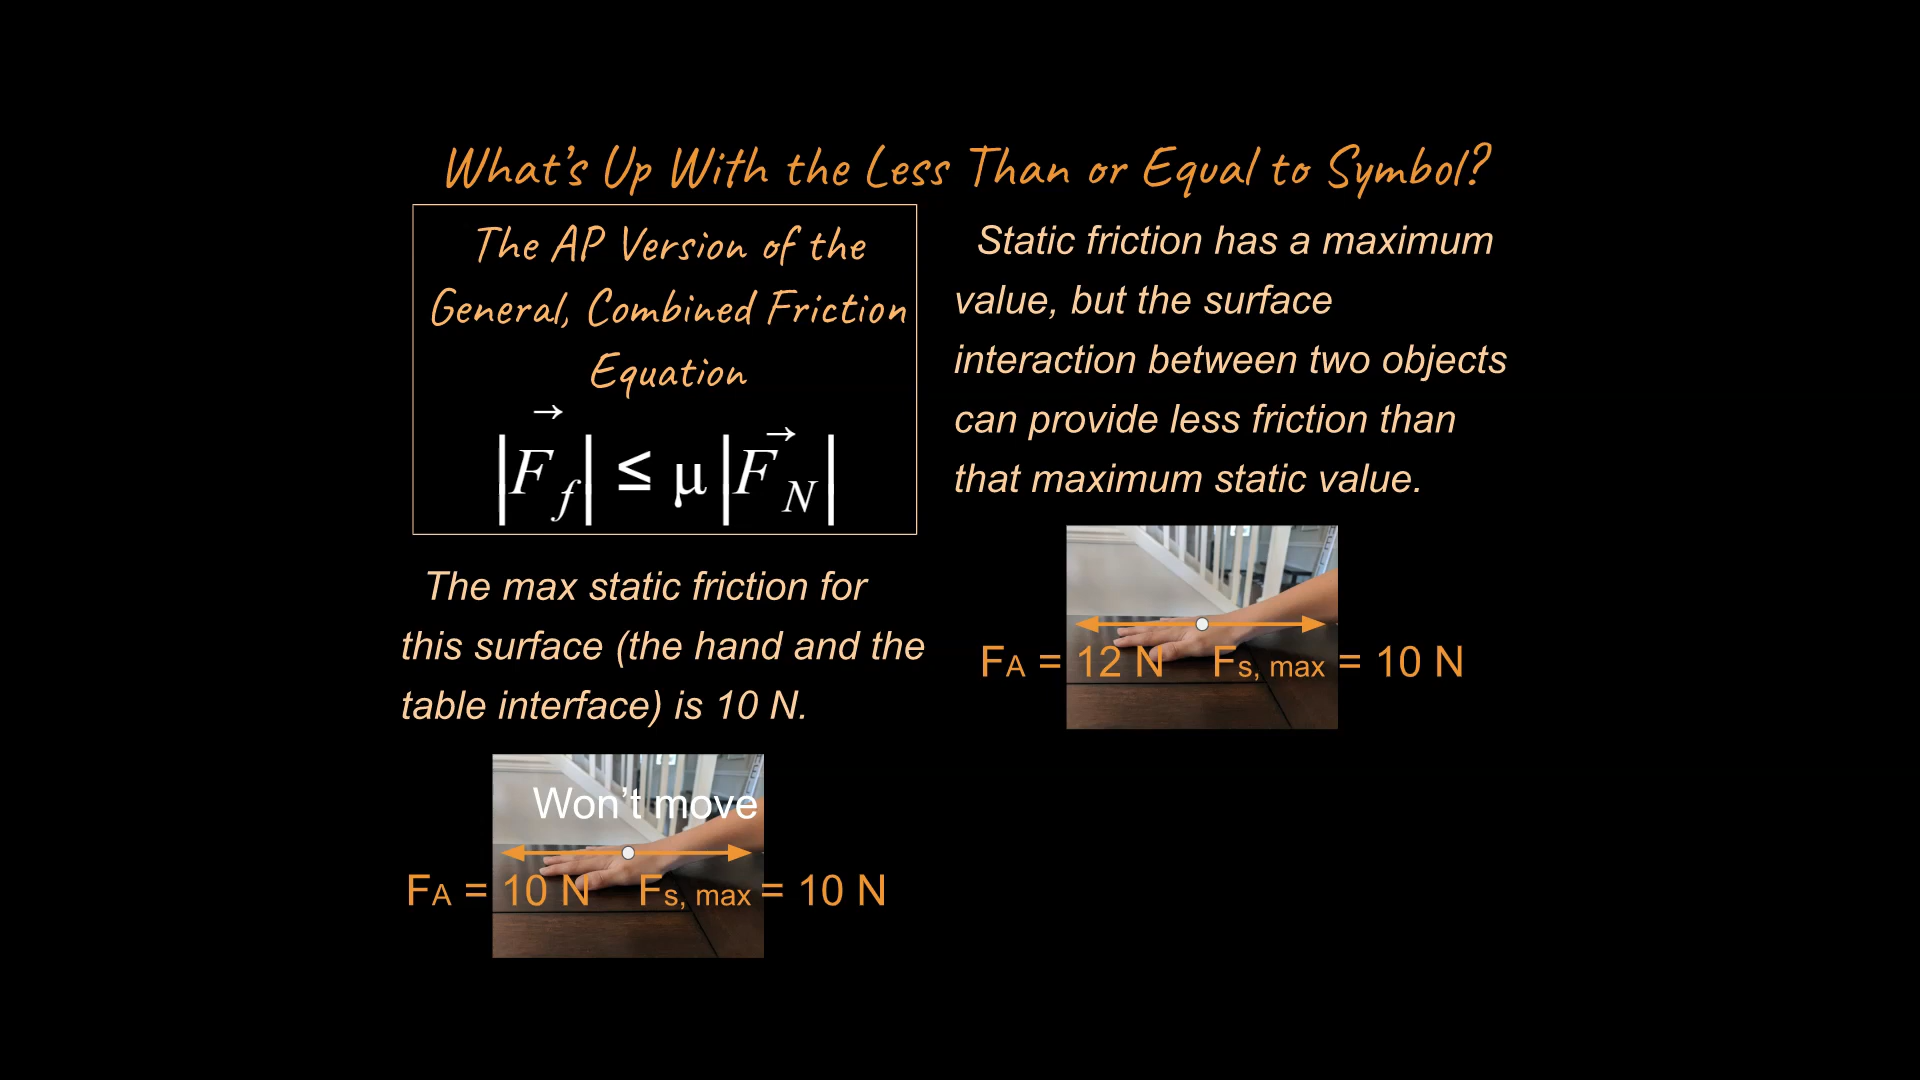 What's Up With the Less Than or Equal to Symbol?
The AP Version of the
General, Combined Friction
Equation
|F⃗ f| ≤ μ |F⃗ N|
The max static friction for
this surface (the hand and the
table interface) is 10 N.
Won't move
FA = 10 N Fs, max = 10 N
Static friction has a maximum
value, but the surface
interaction between two objects
can provide less friction than
that maximum static value.
FA = 12 N Fs, max = 10 N